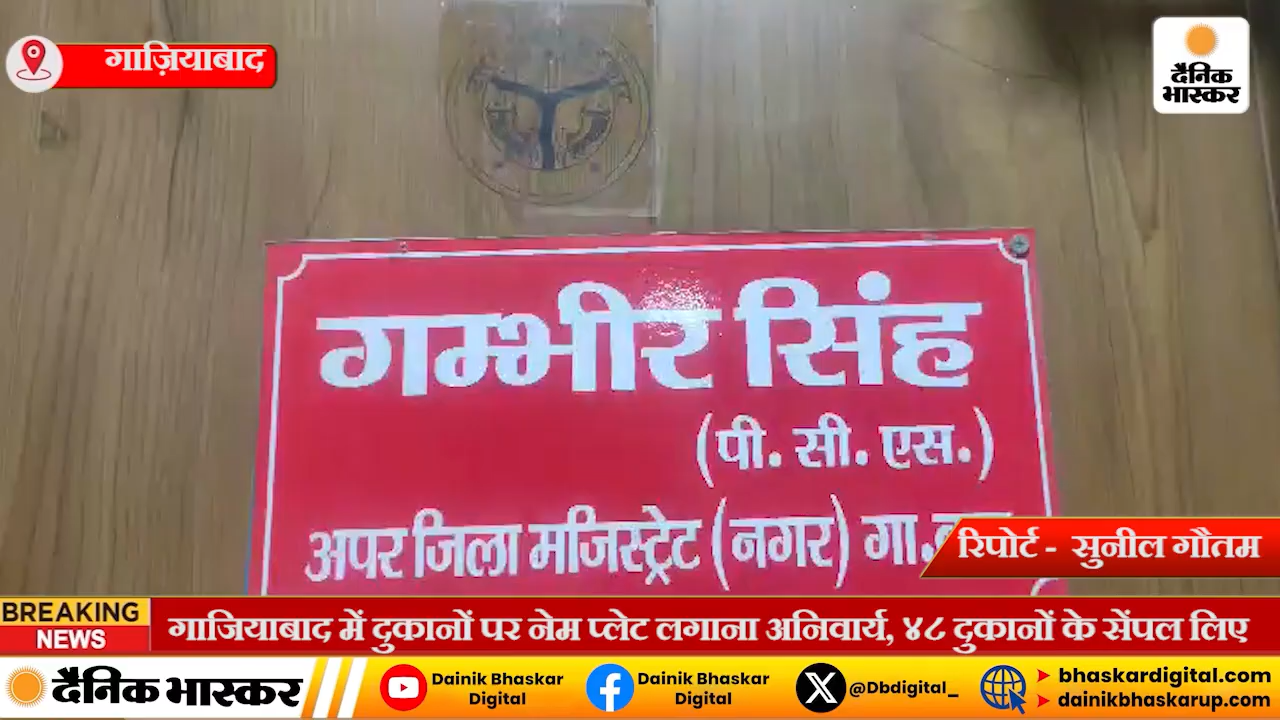 गाज़ियाबाद
दैनिक
भास्कर
गम्भीर सिंह
(पी. सी. एस.)
अपर जिला मजिस्ट्रेट (नगर) गा.
रिपोर्ट - सुनील गौतम
BREAKING
NEWS
गाजियाबाद में दुकानों पर नेम प्लेट लगाना अनिवार्य, ४८ दुकानों के सेंपल लिए
दैनिक भास्कर
Dainik Bhaskar
Digital
Dainik Bhaskar
Digital
@Dbdigital_
bhaskardigital.com
dainikbhaskarup.com